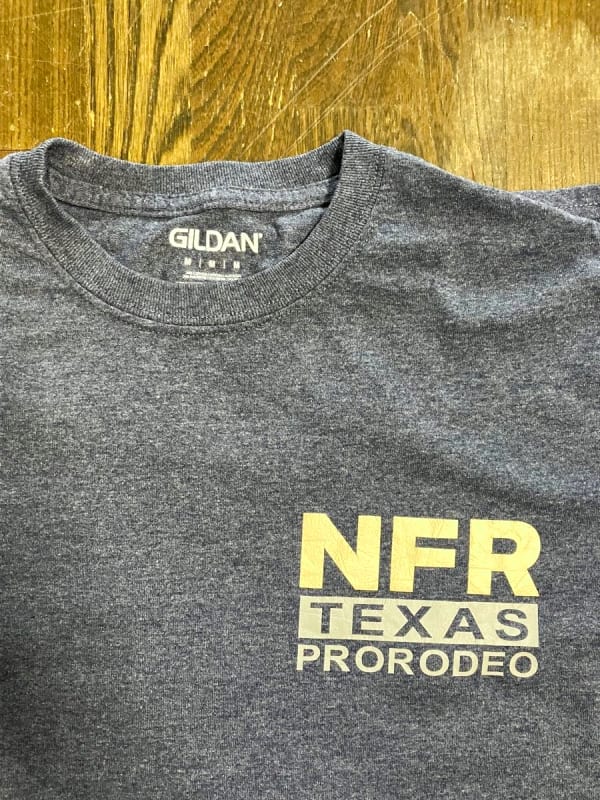 GILDAN
M | M | M
NFR
TEXAS
PRORODEO